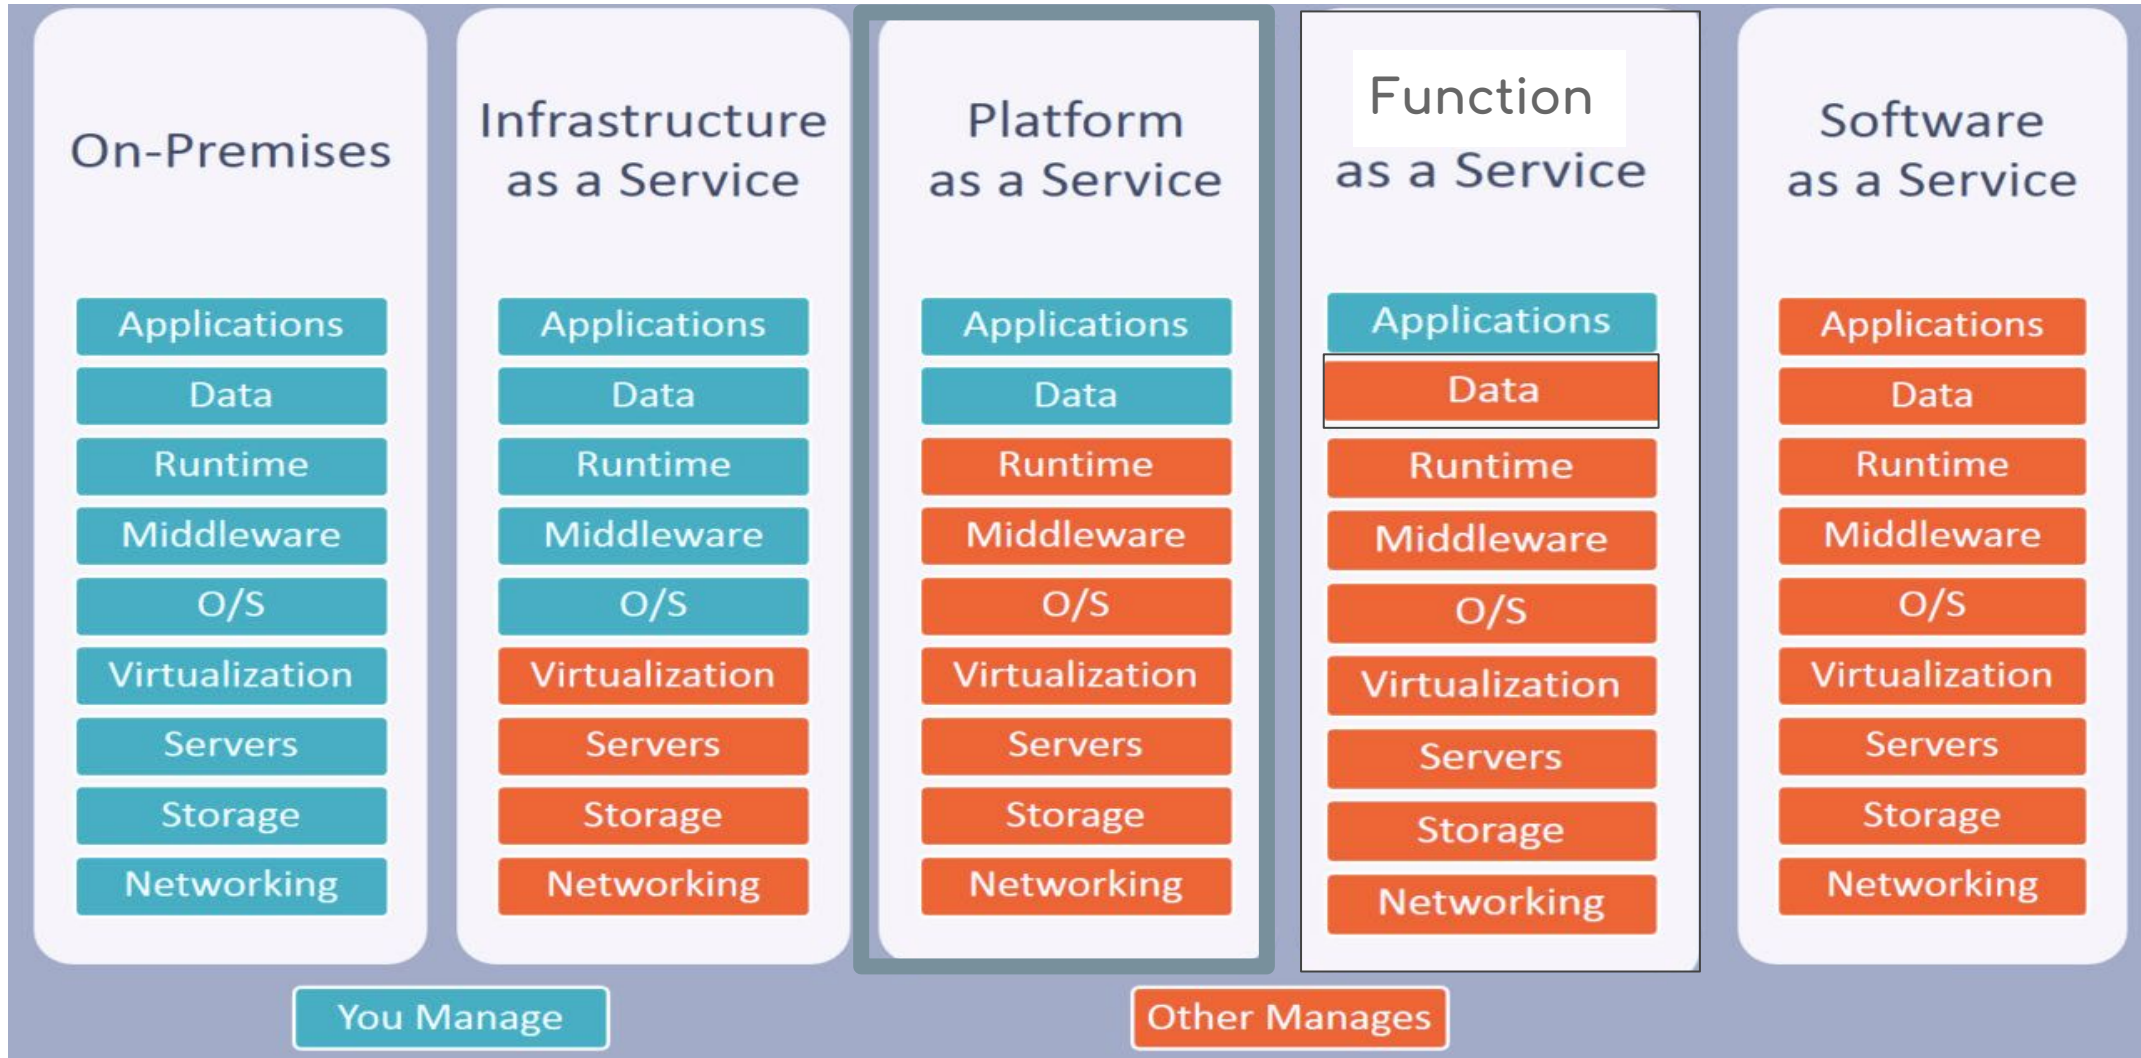 On-Premises
Applications
Data
Runtime
Middleware
O/S
Virtualization
Servers
Storage
Networking
Infrastructure
as a Service
Applications
Data
Runtime
Middleware
O/S
Virtualization
Servers
Storage
Networking
Platform
as a Service
Applications
Data
Runtime
Middleware
O/S
Virtualization
Servers
Storage
Networking
Function
as a Service
Applications
Data
Runtime
Middleware
O/S
Virtualization
Servers
Storage
Networking
Software
as a Service
Applications
Data
Runtime
Middleware
O/S
Virtualization
Servers
Storage
Networking
You Manage
Other Manages